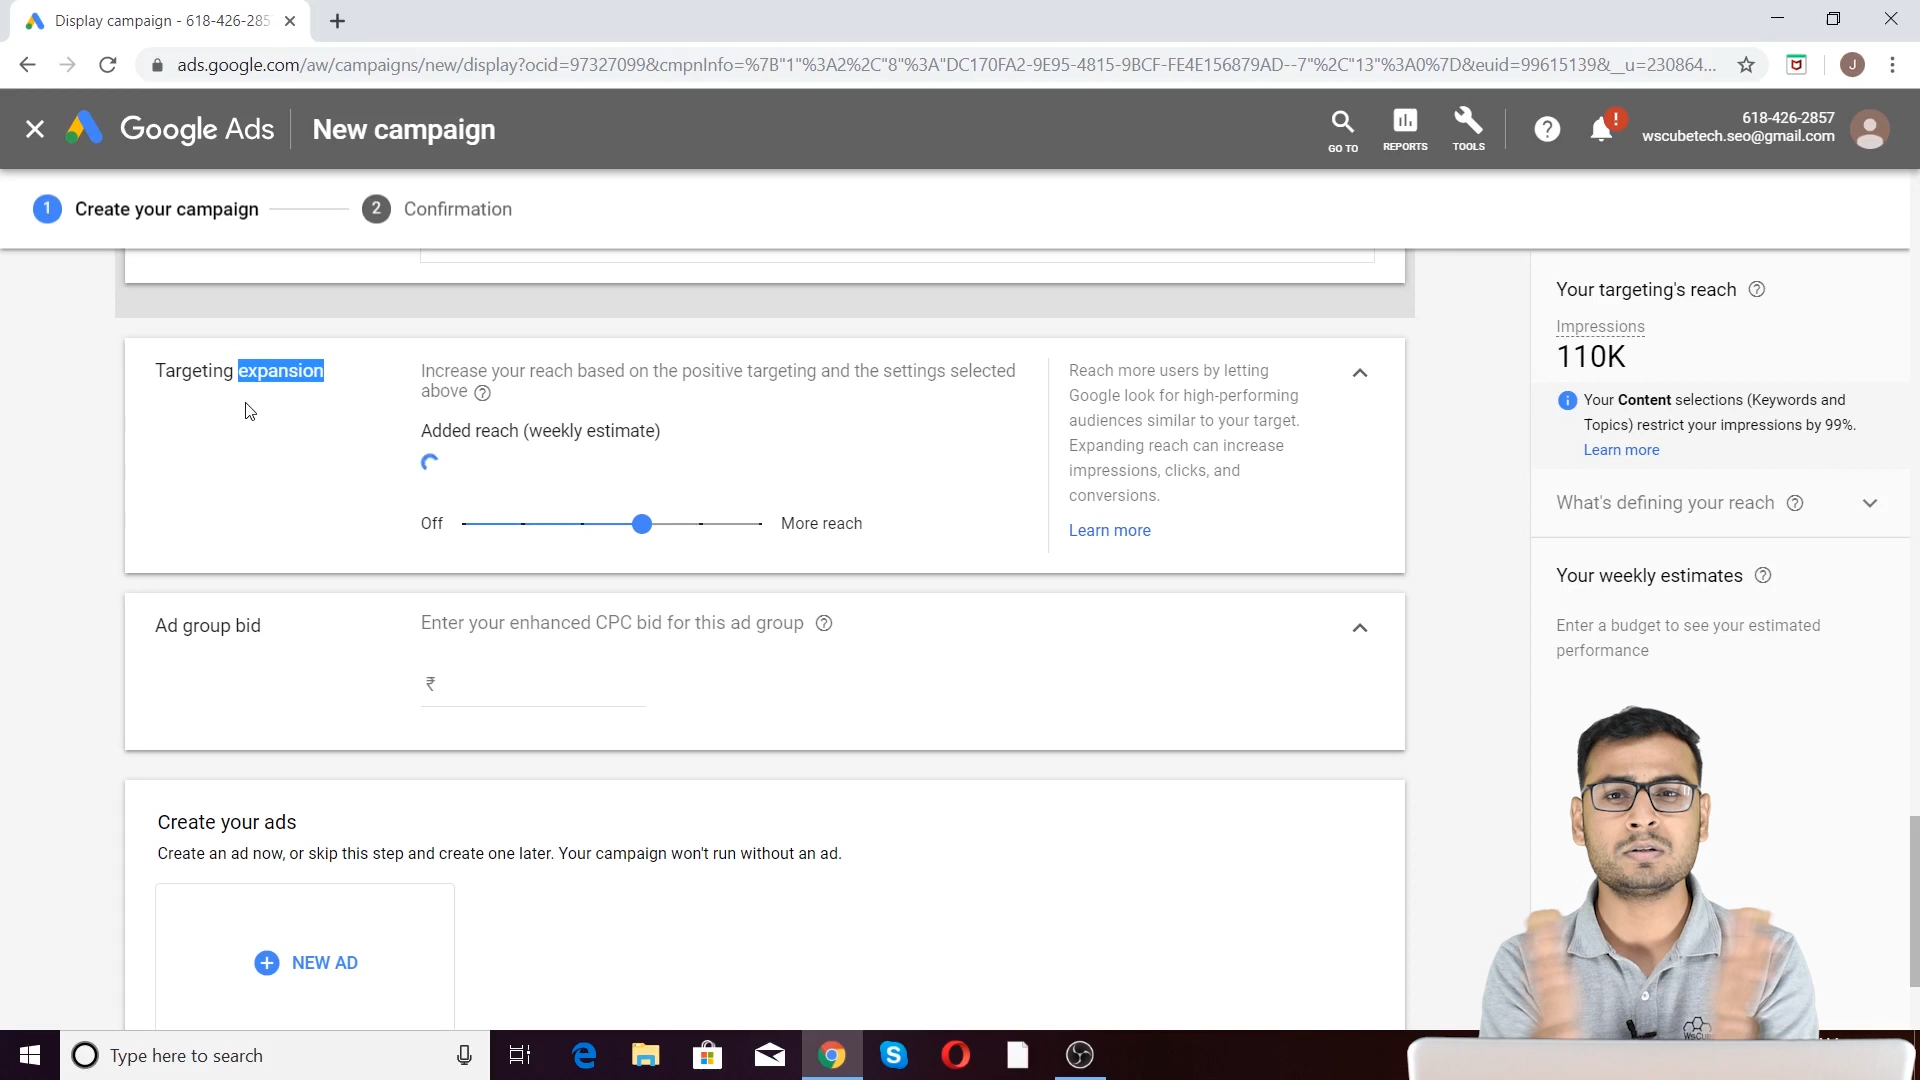 Display campaign - 618-426-285
ads.google.com/aw/campaigns/new/display?ocid=97327099&cmpnInfo=%7B"1"%3A2%2C"8"%3A"DC170FA2-9E95-4815-9BCF-FE4E156879AD--7"%2C"13"%3A0%7D&euid=99615139&__u=230864...
J
Google Ads
New campaign
GO TO
REPORTS
TOOLS
?
!
618-426-2857
wscubetech.seo@gmail.com
1 Create your campaign
2 Confirmation
Targeting expansion
Increase your reach based on the positive targeting and the settings selected
above
Added reach (weekly estimate)
Off
More reach
Reach more users by letting
Google look for high-performing
audiences similar to your target.
Expanding reach can increase
impressions, clicks, and
conversions.
Learn more
Your targeting's reach
Impressions
110K
Your Content selections (Keywords and
Topics) restrict your impressions by 99%.
Learn more
What's defining your reach
Your weekly estimates
Enter a budget to see your estimated
performance
Ad group bid
Enter your enhanced CPC bid for this ad group
₹
Create your ads
Create an ad now, or skip this step and create one later. Your campaign won't run without an ad.
NEW AD
Type here to search